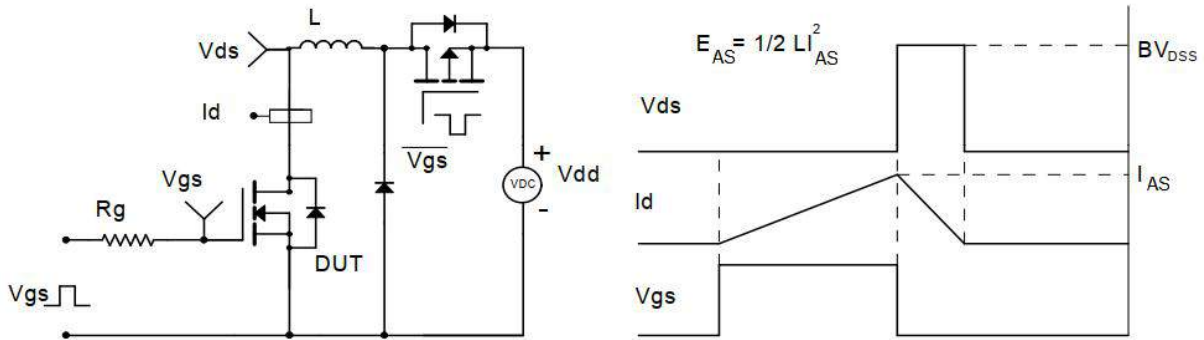 L
Vds
Id
Vgs
Vgs
Rg
DUT
Vgs
+
VDC
Vdd
-
E_AS = 1/2 LI²_AS
BV_DSS
Vds
I_AS
Id
Vgs